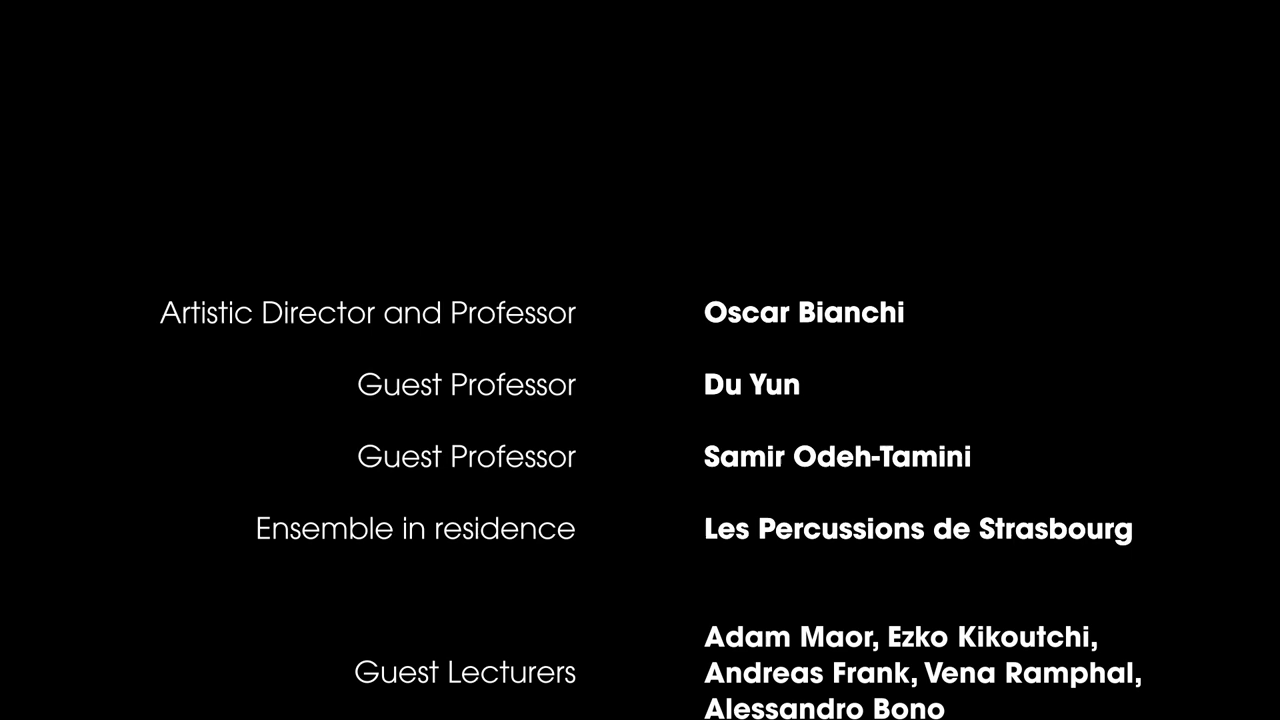 Artistic Director and Professor Oscar Bianchi
Guest Professor Du Yun
Guest Professor Samir Odeh-Tamini
Ensemble in residence Les Percussions de Strasbourg
Adam Maor, Ezko Kikoutchi,
Guest Lecturers Andreas Frank, Vena Ramphal,
Alessandro Bono